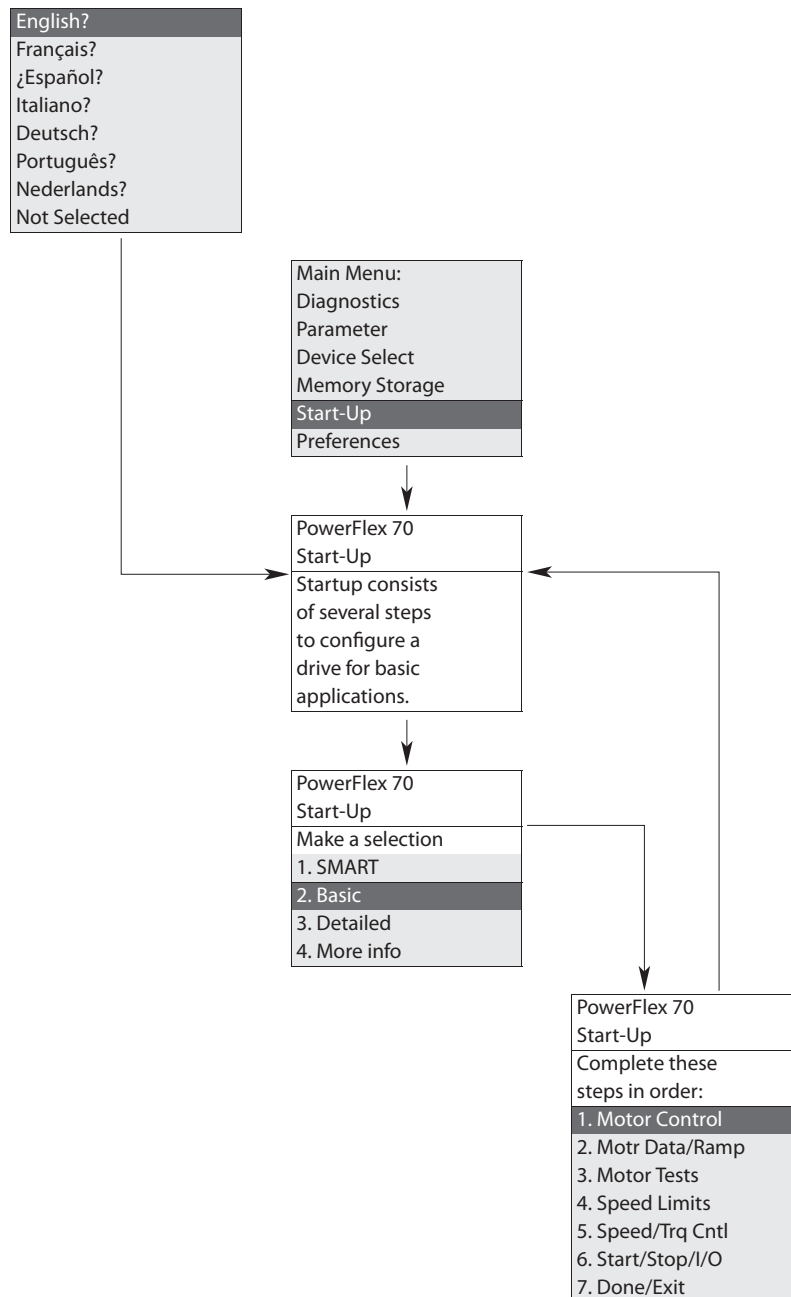 English?
Français?
¿Español?
Italiano?
Deutsch?
Português?
Nederlands?
Not Selected
Main Menu:
Diagnostics
Parameter
Device Select
Memory Storage
Start-Up
Preferences
PowerFlex 70
Start-Up
Startup consists
of several steps
to configure a
drive for basic
applications.
PowerFlex 70
Start-Up
Make a selection
1. SMART
2. Basic
3. Detailed
4. More info
PowerFlex 70
Start-Up
Complete these
steps in order:
1. Motor Control
2. Motr Data/Ramp
3. Motor Tests
4. Speed Limits
5. Speed/Trq Cntl
6. Start/Stop/I/O
7. Done/Exit